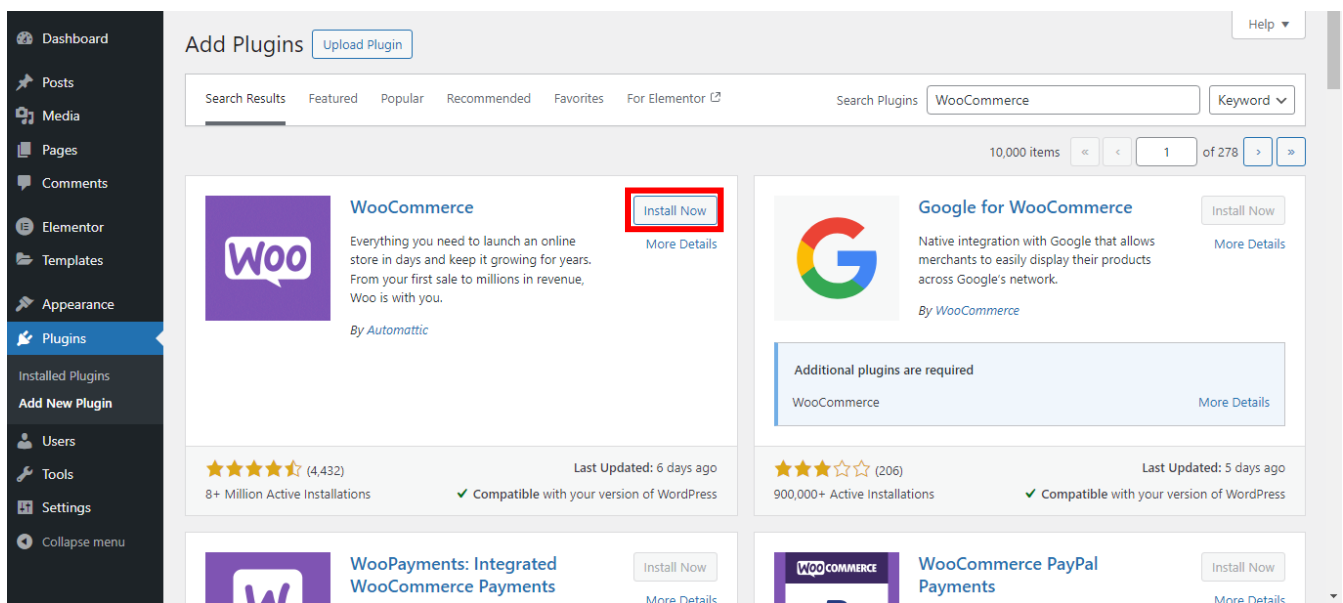 Dashboard
Posts
Media
Pages
Comments
Elementor
Templates
Appearance
Plugins
Installed Plugins
Add New Plugin
Users
Tools
Settings
Collapse menu
Help
Add Plugins Upload Plugin
Search Results Featured Popular Recommended Favorites For Elementor
Search Plugins WooCommerce Keyword
10,000 items « ‹ 1 of 278 › »
WOO
WooCommerce
Install Now
More Details
Everything you need to launch an online
store in days and keep it growing for years.
From your first sale to millions in revenue,
Woo is with you.
By Automattic
(4,432)
Last Updated: 6 days ago
8+ Million Active Installations
Compatible with your version of WordPress
G
Google for WooCommerce
Install Now
More Details
Native integration with Google that allows
merchants to easily display their products
across Google's network.
By WooCommerce
Additional plugins are required
WooCommerce More Details
(206)
Last Updated: 5 days ago
900,000+ Active Installations
Compatible with your version of WordPress
W
WooPayments: Integrated
WooCommerce Payments
Install Now
More Details
WOO COMMERCE
WooCommerce PayPal
Payments
Install Now
More Details